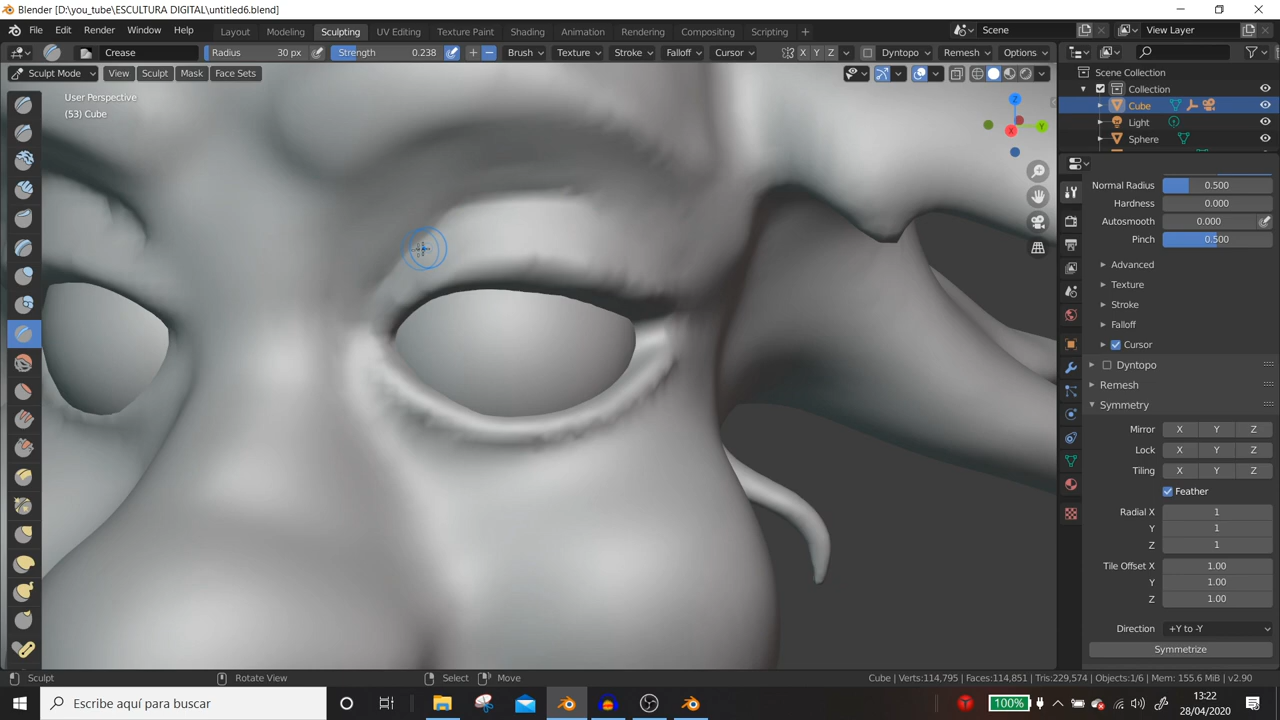 Blender [D:\you_tube\ESCULTURA DIGITAL\untitled6.blend]
File Edit Render Window Help Layout Modeling Sculpting UV Editing Texture Paint Shading Animation Rendering Compositing Scripting Scene View Layer
Crease Radius 30 px Strength 0.238 Brush Texture Stroke Falloff Cursor X Y Z Dyntopo Remesh Options
Sculpt Mode View Sculpt Mask Face Sets
Scene Collection
Collection
Cube
Light
Sphere
User Perspective
(53) Cube
Z
Y
X
Normal Radius 0.500
Hardness 0.000
Autosmooth 0.000
Pinch 0.500
Advanced
Texture
Stroke
Falloff
Cursor
Dyntopo
Remesh
Symmetry
Mirror X Y Z
Lock X Y Z
Tiling X Y Z
Feather
Radial X 1
Y 1
Z 1
Tile Offset X 1.00
Y 1.00
Z 1.00
Direction +Y to -Y
Symmetrize
Sculpt Rotate View Select Move Cube | Verts:114,795 | Faces:114,851 | Tris:229,574 | Objects:1/6 | Mem: 155.6 MiB | v2.90
Escribe aquí para buscar
100%
13:22
28/04/2020